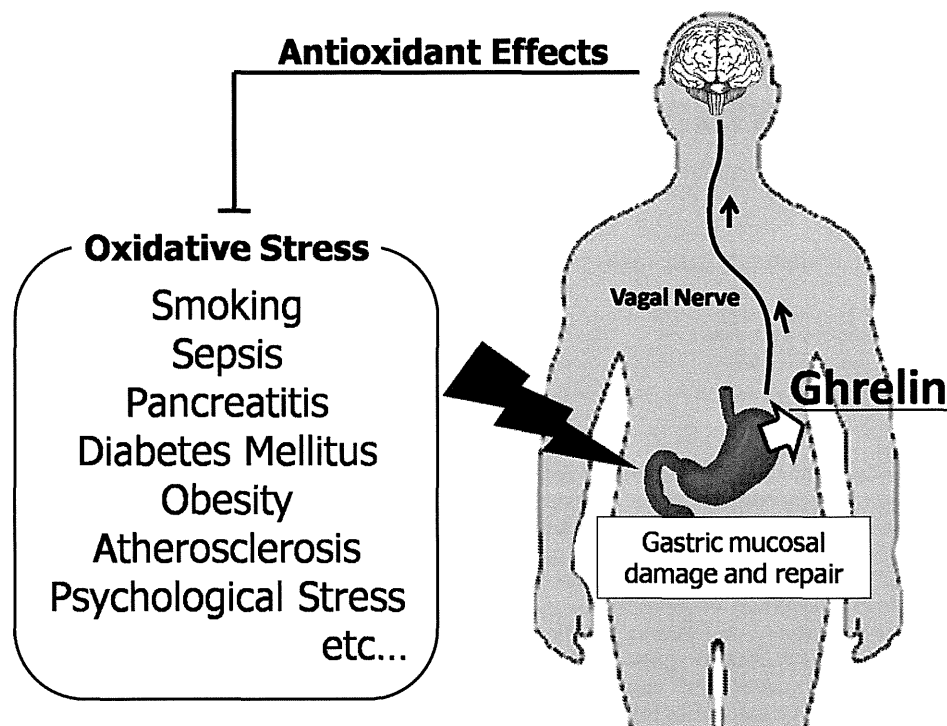 Antioxidant Effects
Oxidative Stress
Smoking
Sepsis
Pancreatitis
Diabetes Mellitus
Obesity
Atherosclerosis
Psychological Stress
etc...
Vagal Nerve
Ghrelin
Gastric mucosal
damage and repair